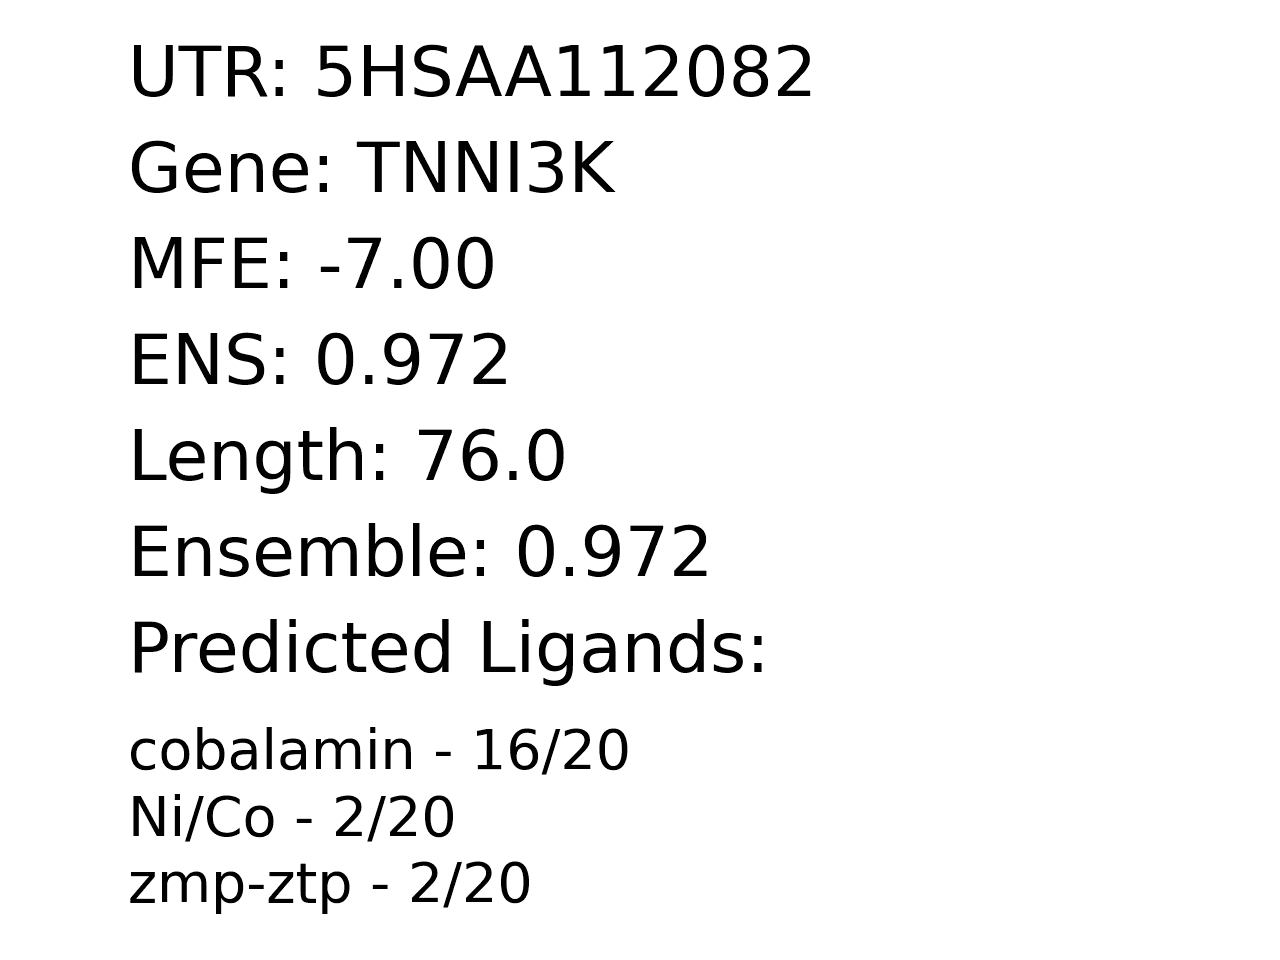 UTR: 5HSAA112082
Gene: TNNI3K
MFE: -7.00
ENS: 0.972
Length: 76.0
Ensemble: 0.972
Predicted Ligands:
cobalamin - 16/20
Ni/Co - 2/20
zmp-ztp - 2/20